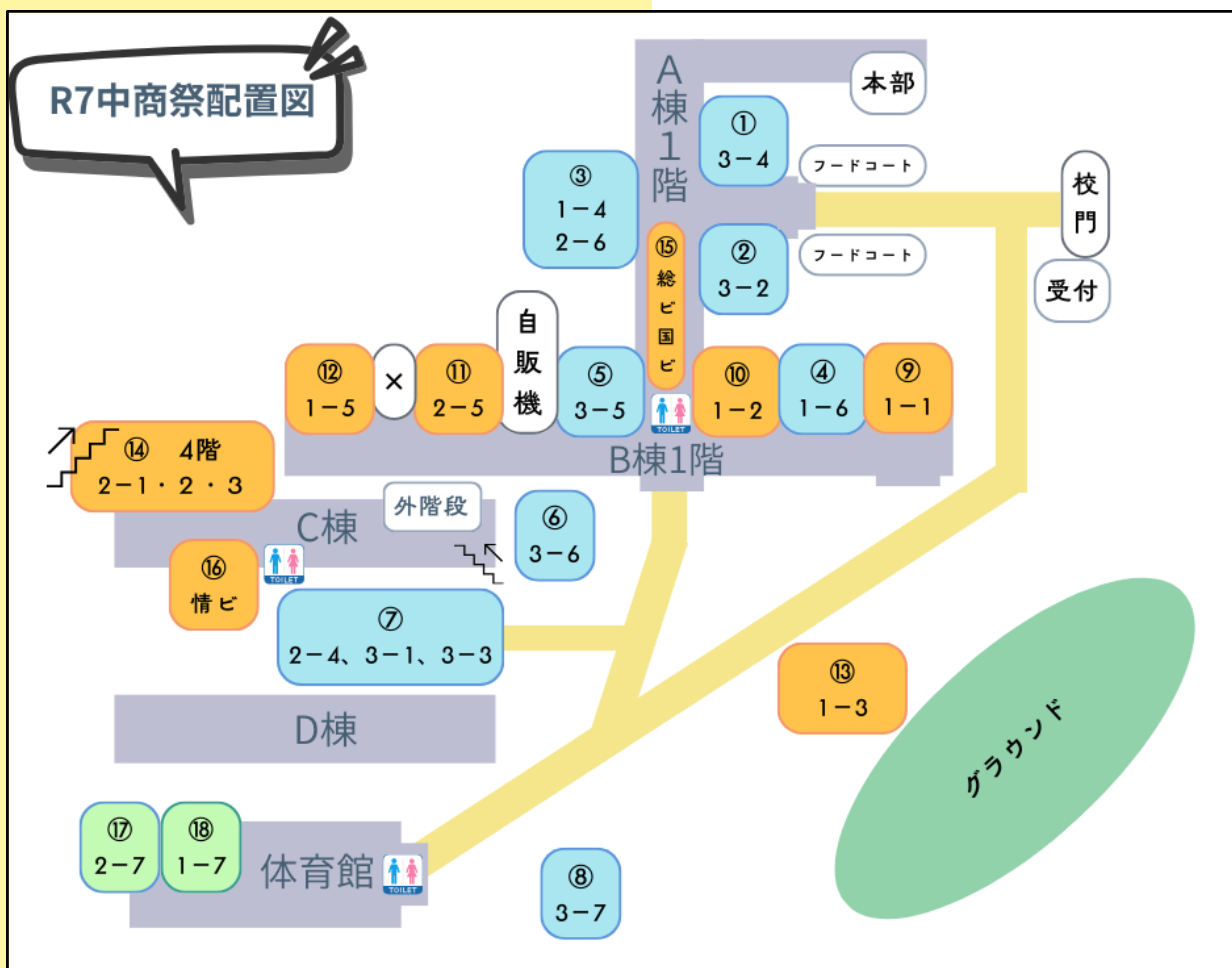 R7中商祭配置図
A棟1階
本部
①
3-4
フードコート
校門
③
1-4
2-6
⑮総ビ国ビ
②
3-2
フードコート
受付
自販機
⑫
1-5
×
⑪
2-5
⑤
3-5
TOILET
⑩
1-2
④
1-6
⑨
1-1
B棟1階
⑭ 4階
2-1・2・3
外階段
C棟
⑥
3-6
TOILET
⑯
情ビ
⑦
2-4、3-1、3-3
⑬
1-3
グラウンド
D棟
⑰
2-7
⑱
1-7
体育館
TOILET
⑧
3-7